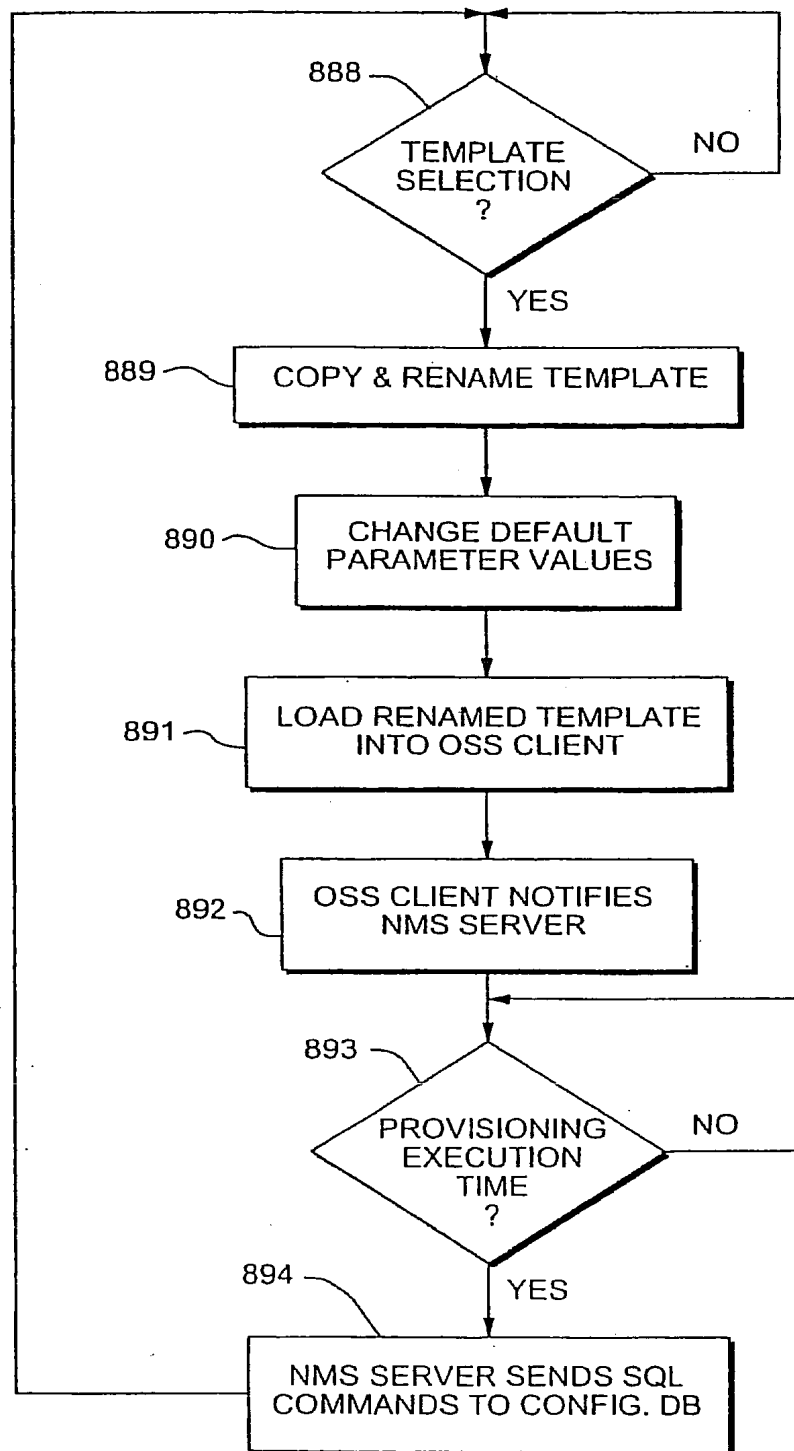 888
TEMPLATE
SELECTION
?
NO
YES
889
COPY & RENAME TEMPLATE
890
CHANGE DEFAULT
PARAMETER VALUES
891
LOAD RENAMED TEMPLATE
INTO OSS CLIENT
892
OSS CLIENT NOTIFIES
NMS SERVER
893
PROVISIONING
EXECUTION
TIME
?
NO
YES
894
NMS SERVER SENDS SQL
COMMANDS TO CONFIG. DB